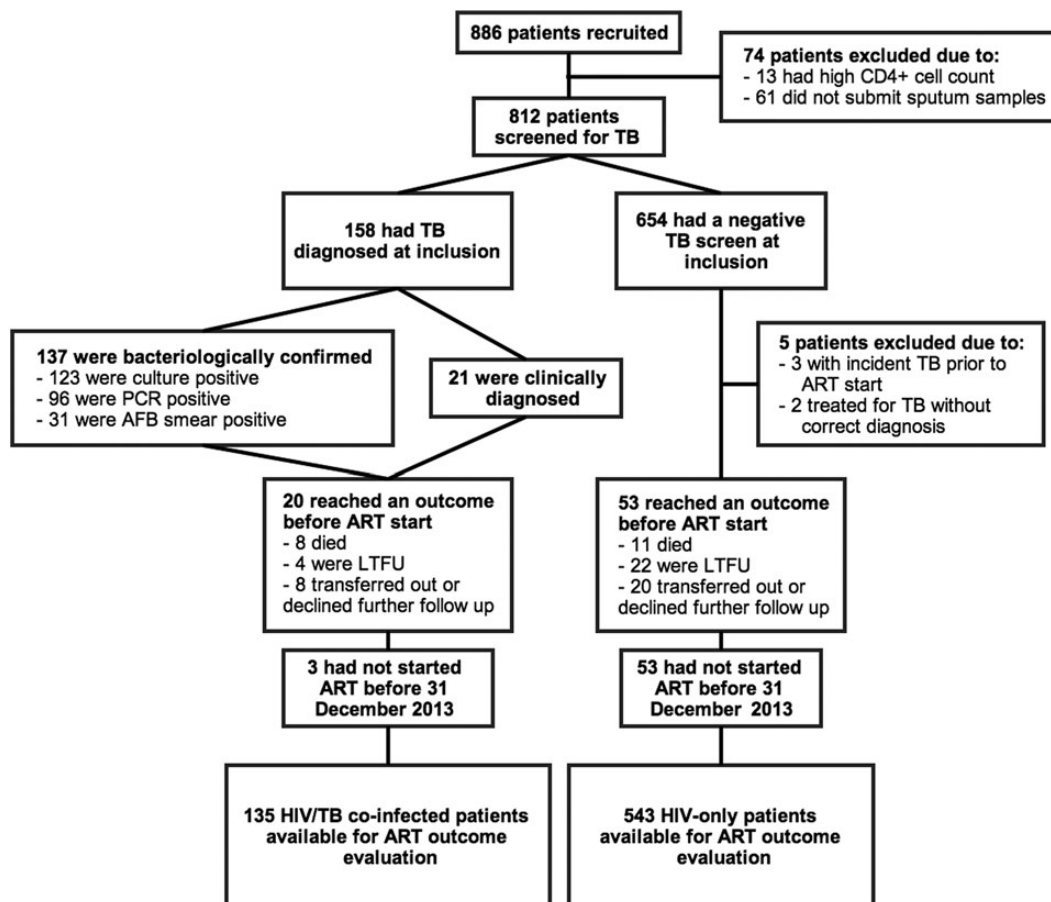 886 patients recruited
74 patients excluded due to:
- 13 had high CD4+ cell count
- 61 did not submit sputum samples
812 patients
screened for TB
158 had TB
diagnosed at inclusion
654 had a negative
TB screen at
inclusion
137 were bacteriologically confirmed
- 123 were culture positive
- 96 were PCR positive
- 31 were AFB smear positive
21 were clinically
diagnosed
5 patients excluded due to:
- 3 with incident TB prior to
ART start
- 2 treated for TB without
correct diagnosis
20 reached an outcome
before ART start
- 8 died
- 4 were LTFU
- 8 transferred out or
declined further follow up
53 reached an outcome
before ART start
- 11 died
- 22 were LTFU
- 20 transferred out or
declined further follow up
3 had not started
ART before 31
December 2013
53 had not started
ART before 31
December 2013
135 HIV/TB co-infected patients
available for ART outcome
evaluation
543 HIV-only patients
available for ART outcome
evaluation